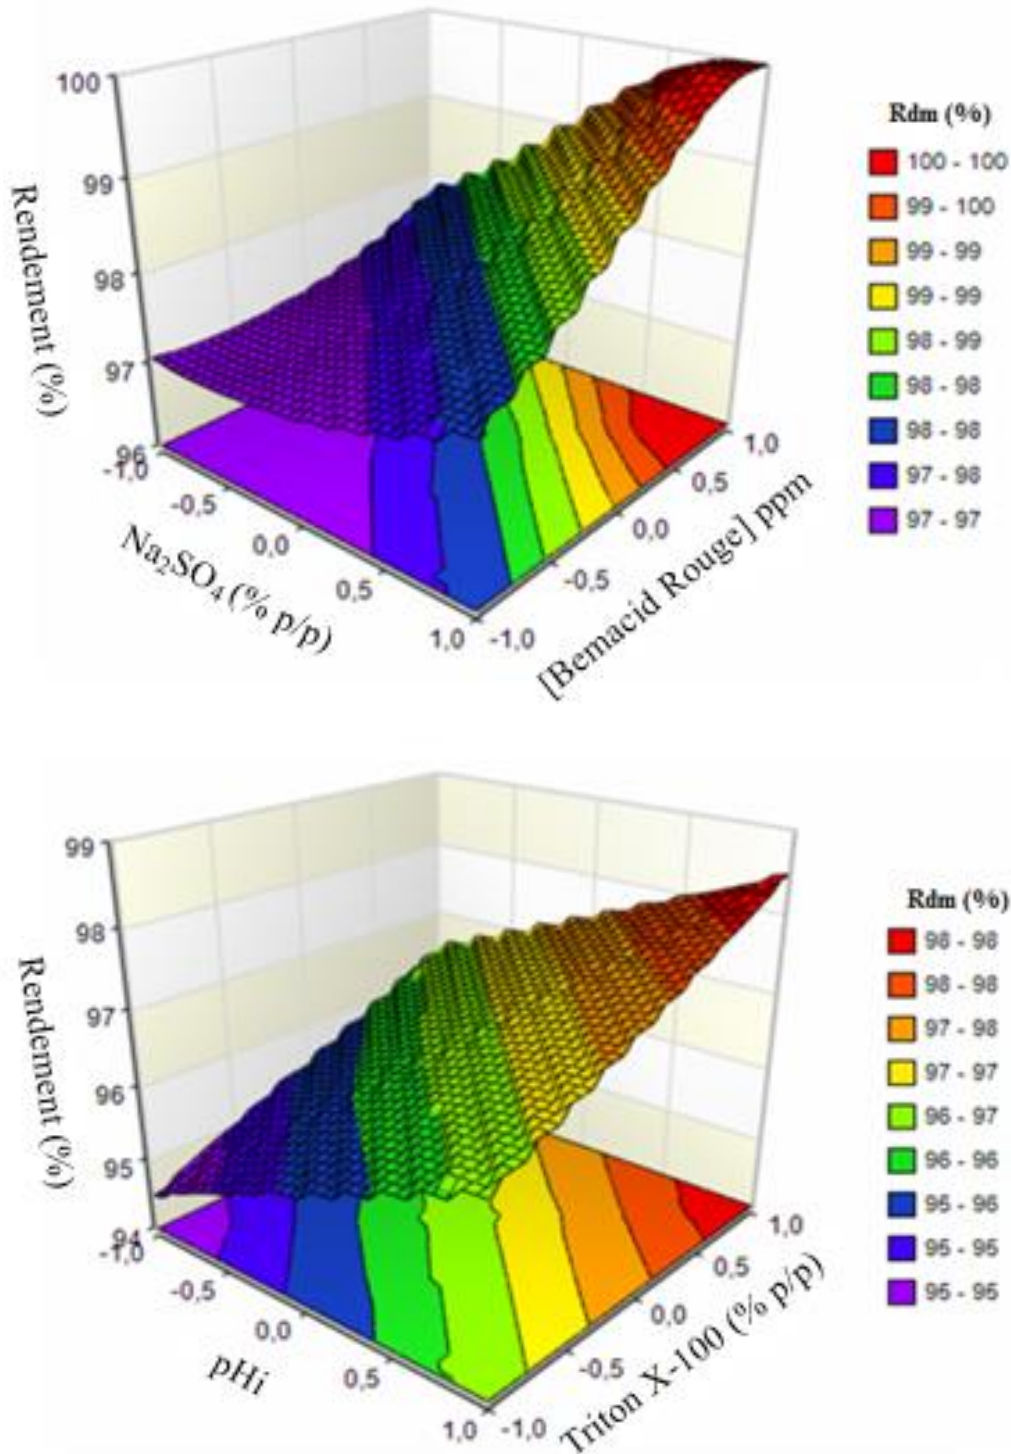 100
99
98
97
96
Rendement (%)
-1,0
-0,5
0,0
0,5
1,0
Na₂SO₄ (% p/p)
-1,0
-0,5
0,0
0,5
1,0
[Bemacid Rouge] ppm
Rdm (%)
100 - 100
99 - 100
99 - 99
99 - 99
98 - 99
98 - 98
98 - 98
97 - 98
97 - 97
99
98
97
96
95
94
Rendement (%)
-1,0
-0,5
0,0
0,5
1,0
pHi
-1,0
-0,5
0,0
0,5
1,0
Triton X-100 (% p/p)
Rdm (%)
98 - 98
98 - 98
97 - 98
97 - 97
96 - 97
96 - 96
95 - 96
95 - 95
95 - 95